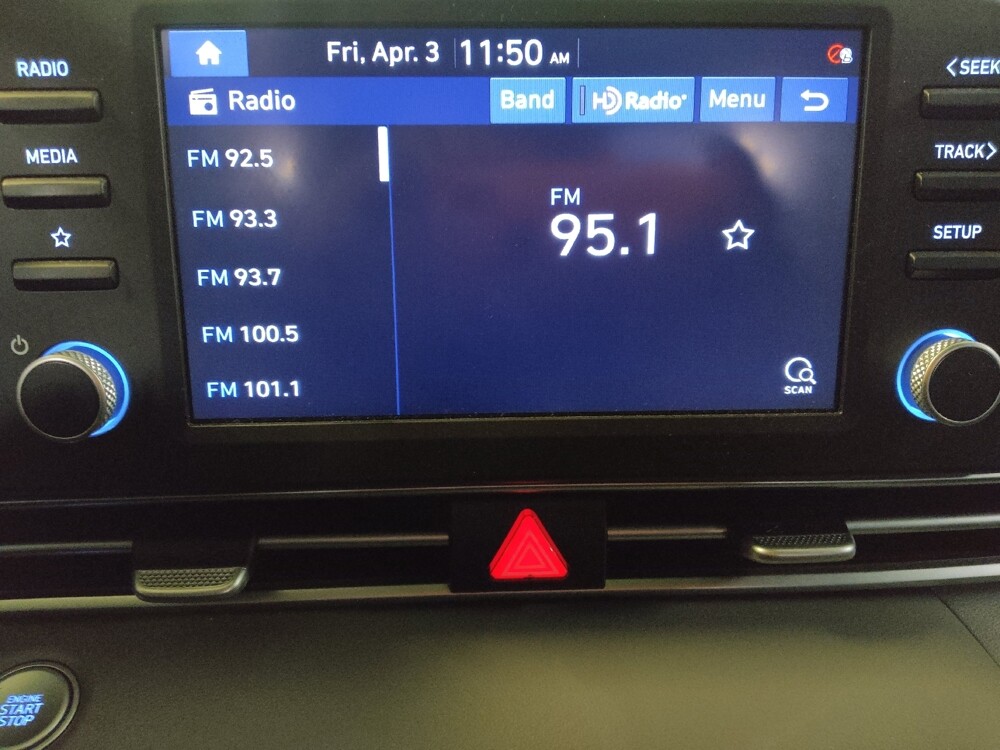 RADIO
MEDIA
Fri, Apr. 3 11:50 AM
Radio
Band
HD Radio
Menu
FM 92.5
FM 93.3
FM 93.7
FM 100.5
FM 101.1
FM
95.1
SCAN
<SEEK
TRACK>
SETUP
ENGINE
START
STOP